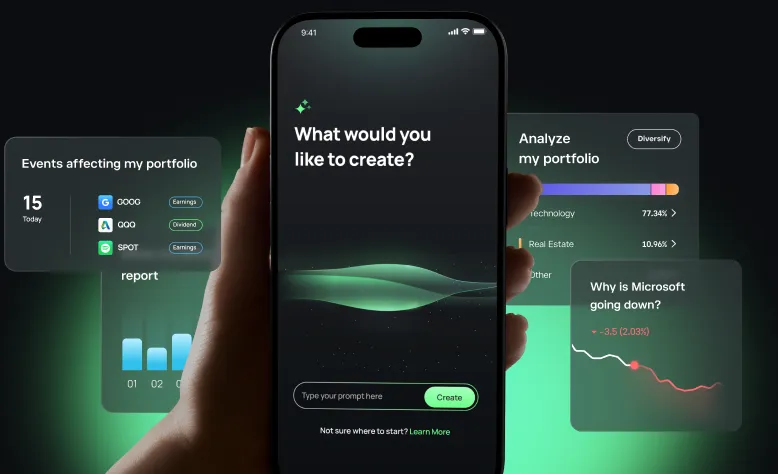 9:41
What would you
like to create?
Type your prompt here
Create
Not sure where to start? Learn More
Events affecting my portfolio
15
Today
GOOG
Earnings
QQQ
Dividend
SPOT
Earnings
report
01
02
Analyze
my portfolio
Diversify
Technology
77.34%
Real Estate
10.96%
Other
Why is Microsoft
going down?
-3,5 (2.03%)